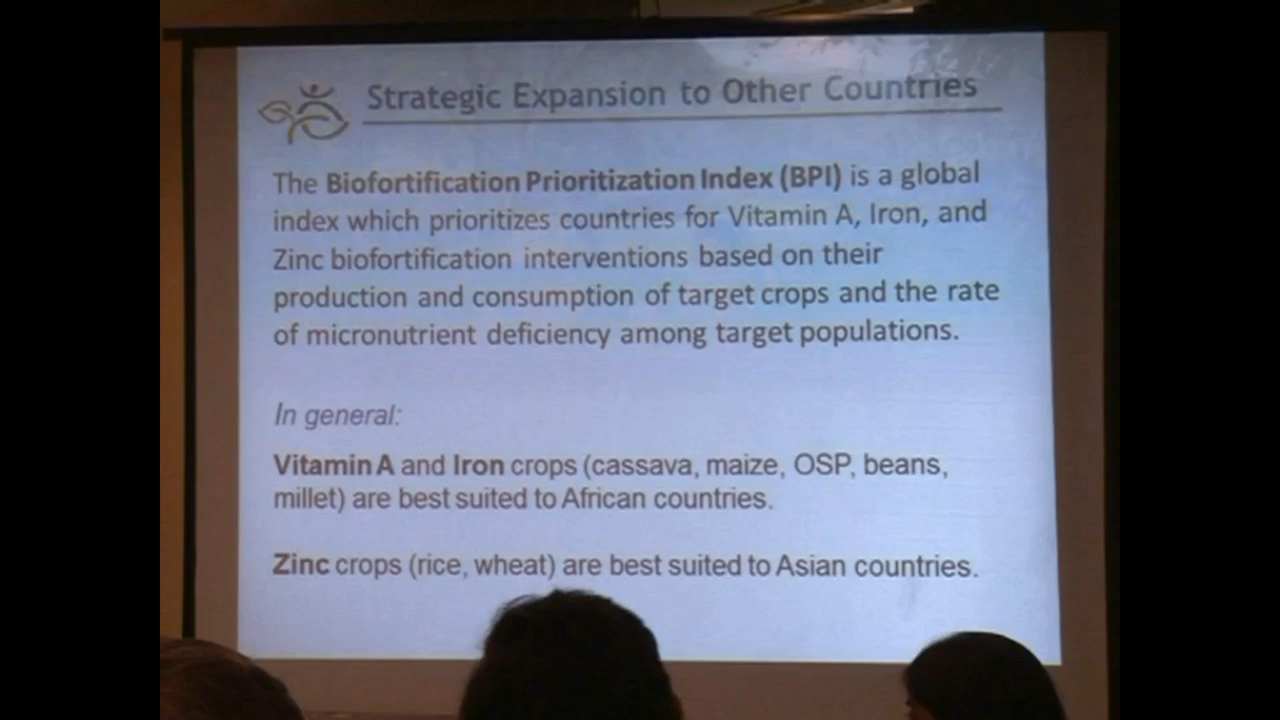 Strategic Expansion to Other Countries
The Biofortification Prioritization Index (BPI) is a global
index which prioritizes countries for Vitamin A, Iron, and
Zinc biofortification interventions based on their
production and consumption of target crops and the rate
of micronutrient deficiency among target populations.
In general:
Vitamin A and Iron crops (cassava, maize, OSP, beans,
millet) are best suited to African countries.
Zinc crops (rice, wheat) are best suited to Asian countries.